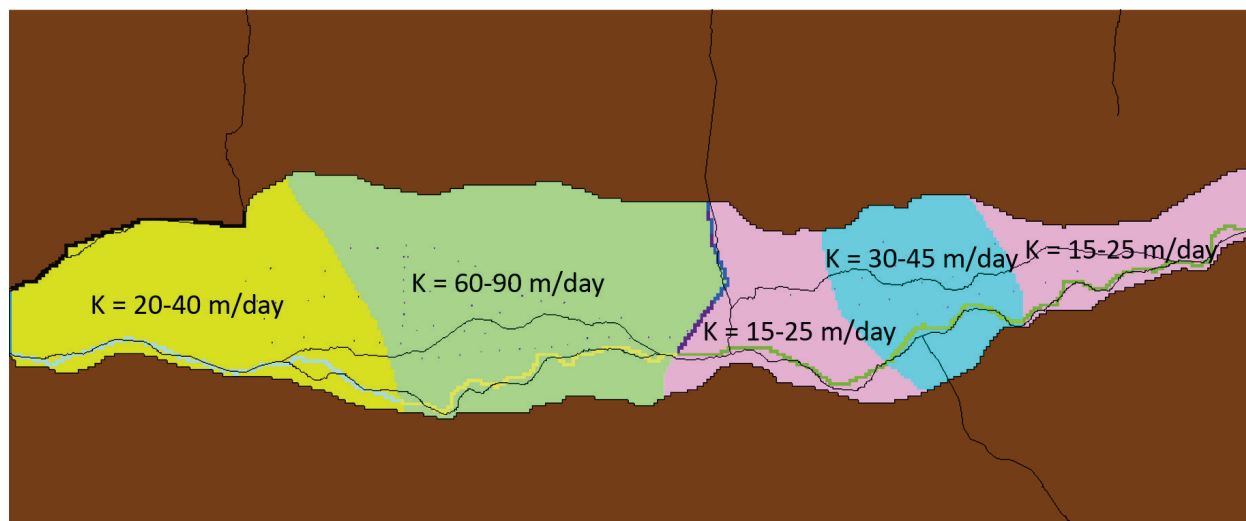 K = 20-40 m/day
K = 60-90 m/day
K = 15-25 m/day
K = 30-45 m/day
K = 15-25 m/day